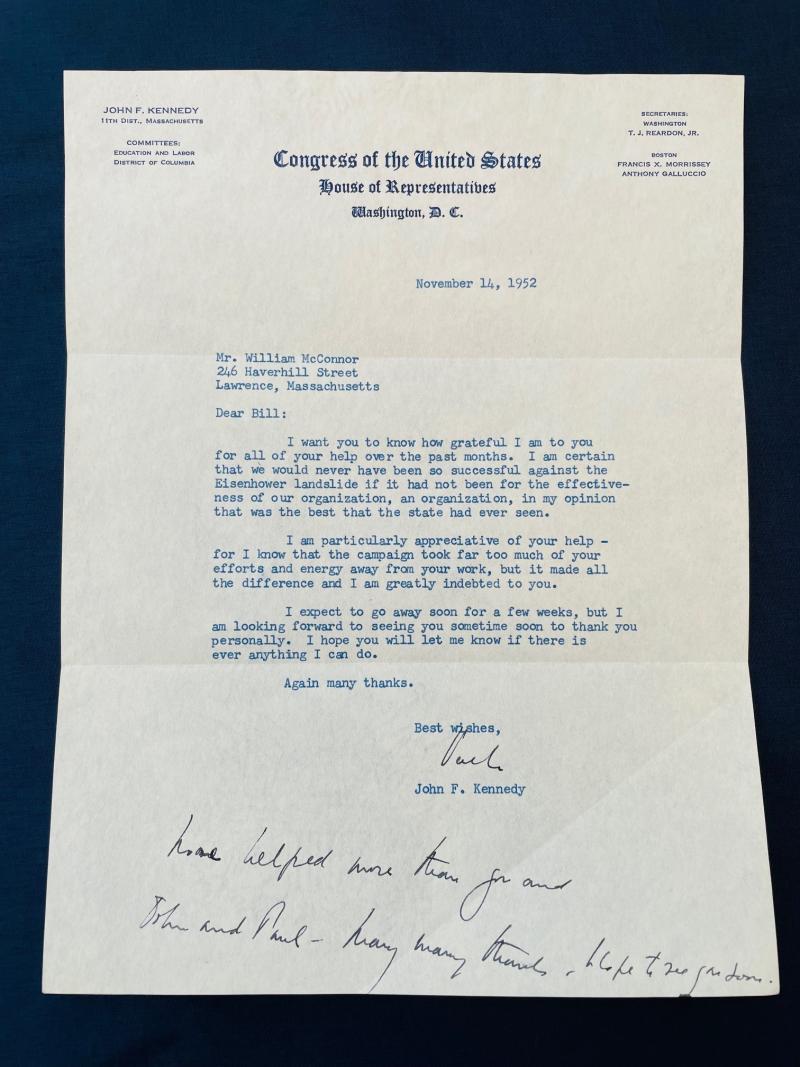 JOHN F. KENNEDY
11TH DIST., MASSACHUSETTS
COMMITTEES:
EDUCATION AND LABOR
DISTRICT OF COLUMBIA
Congress of the United States
House of Representatives
Washington, D. C.
SECRETARIES:
WASHINGTON
T. J. REARDON, JR.
BOSTON
FRANCIS X. MORRISSEY
ANTHONY GALLUCCIO
November 14, 1952
Mr. William McConnor
246 Haverhill Street
Lawrence, Massachusetts
Dear Bill:
I want you to know how grateful I am to you
for all of your help over the past months. I am certain
that we would never have been so successful against the
Eisenhower landslide if it had not been for the effective-
ness of our organization, an organization, in my opinion
that was the best that the state had ever seen.
I am particularly appreciative of your help -
for I know that the campaign took far too much of your
efforts and energy away from your work, but it made all
the difference and I am greatly indebted to you.
I expect to go away soon for a few weeks, but I
am looking forward to seeing you sometime soon to thank you
personally. I hope you will let me know if there is
ever anything I can do.
Again many thanks.
Best wishes,
Jack
John F. Kennedy
helped more than you and
John and Paul - Many many thanks. Hope to see you soon.